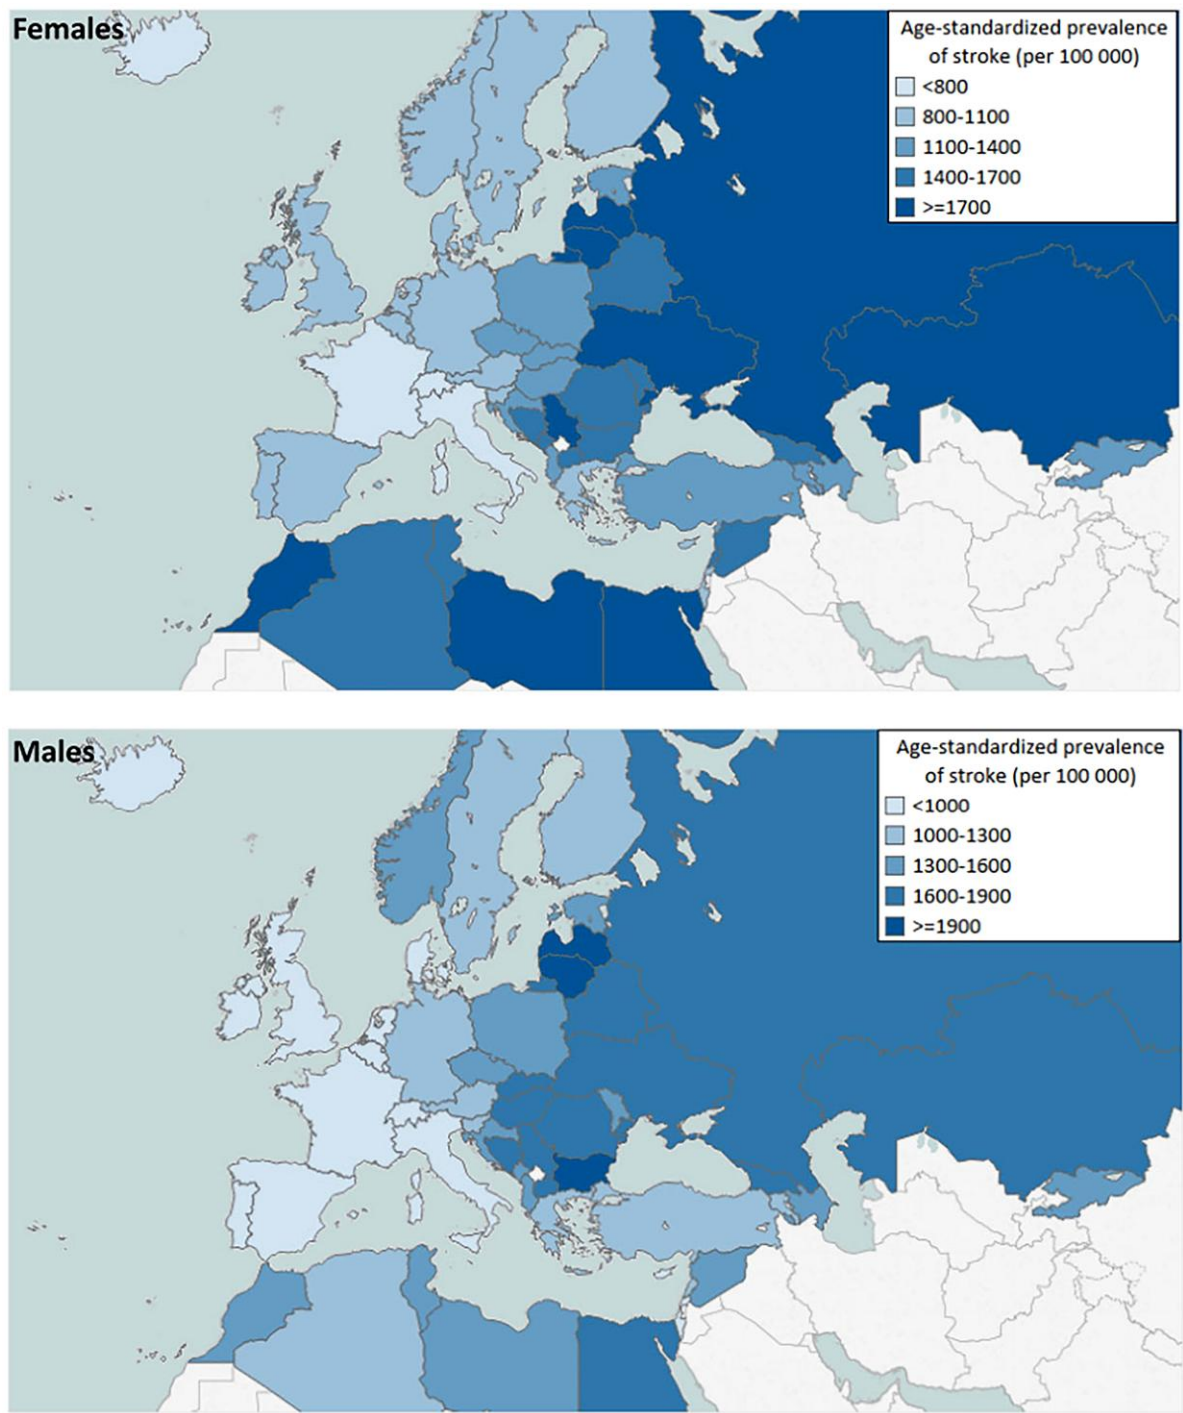 Females
Age-standardized prevalence
of stroke (per 100 000)
<800
800-1100
1100-1400
1400-1700
>=1700
Males
Age-standardized prevalence
of stroke (per 100 000)
<1000
1000-1300
1300-1600
1600-1900
>=1900